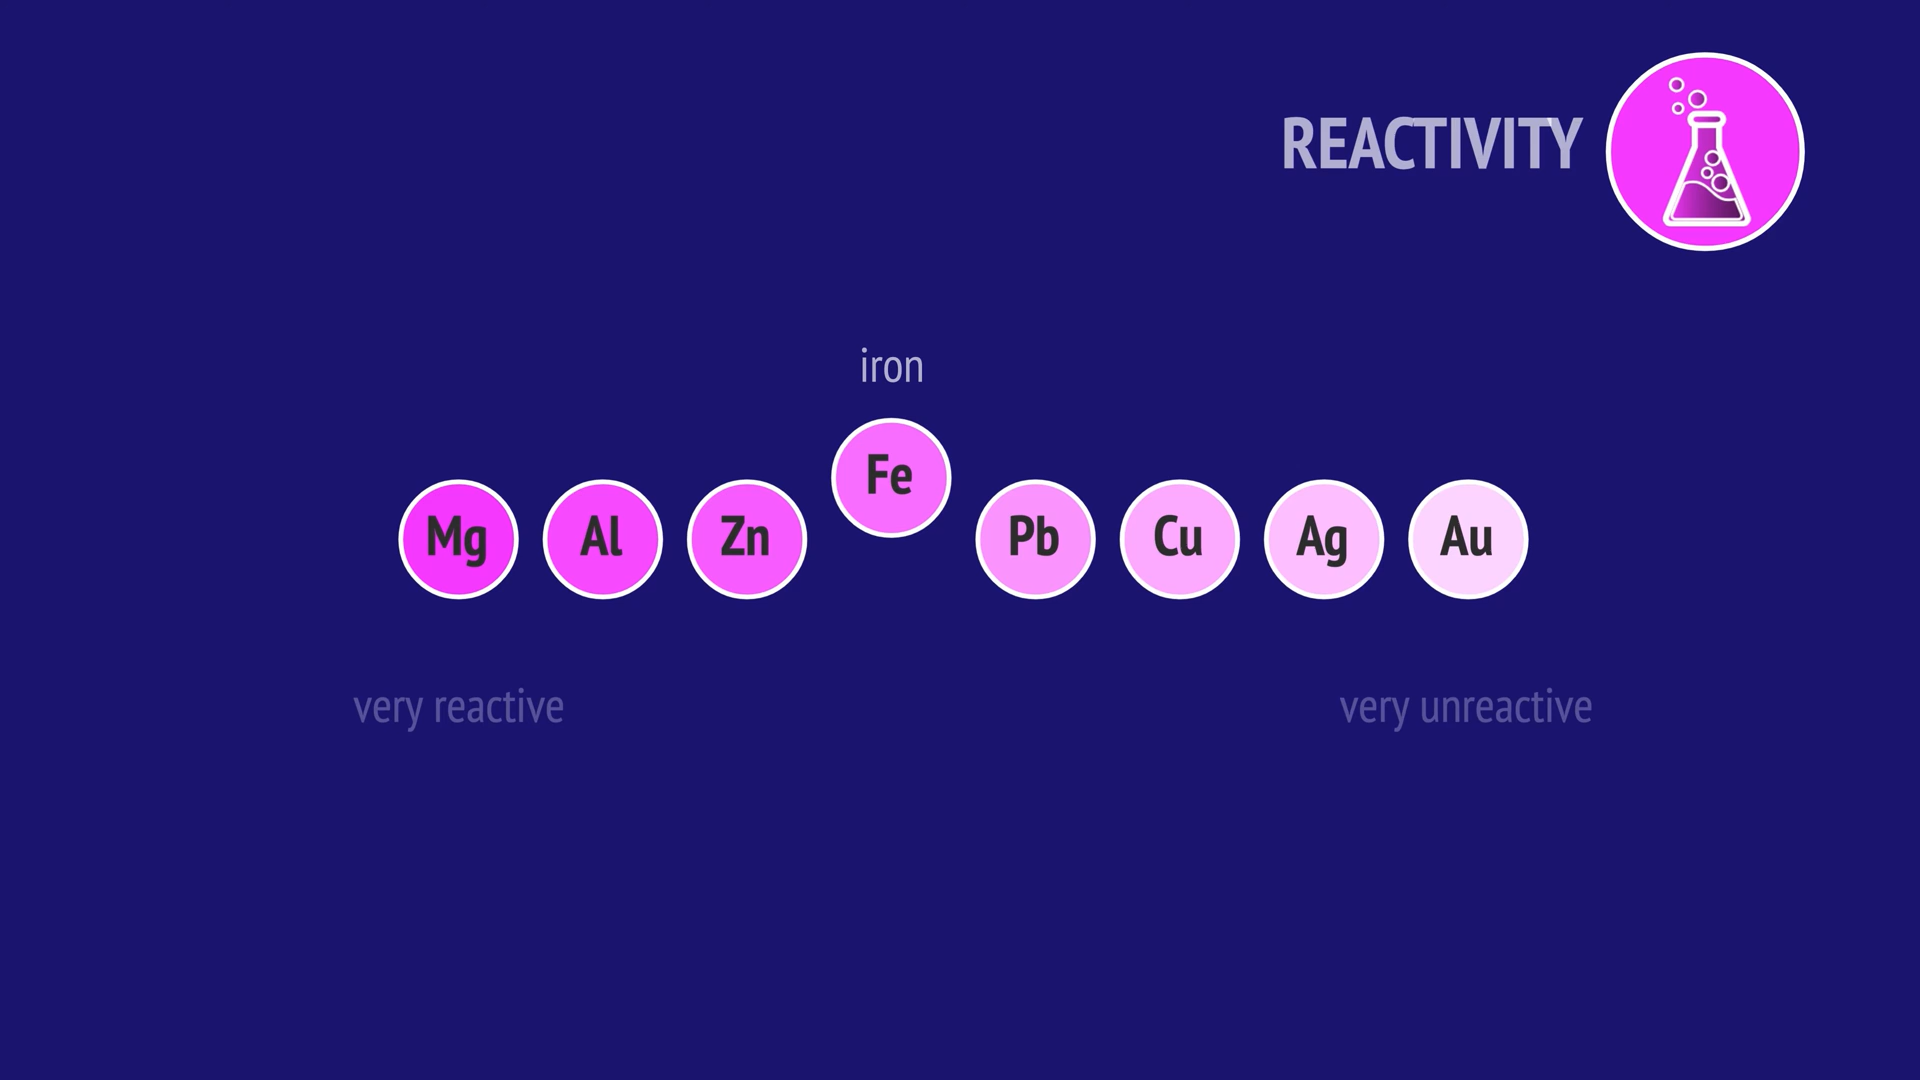 REACTIVITY
iron
Fe
Mg Al Zn Pb Cu Ag Au
very reactive very unreactive